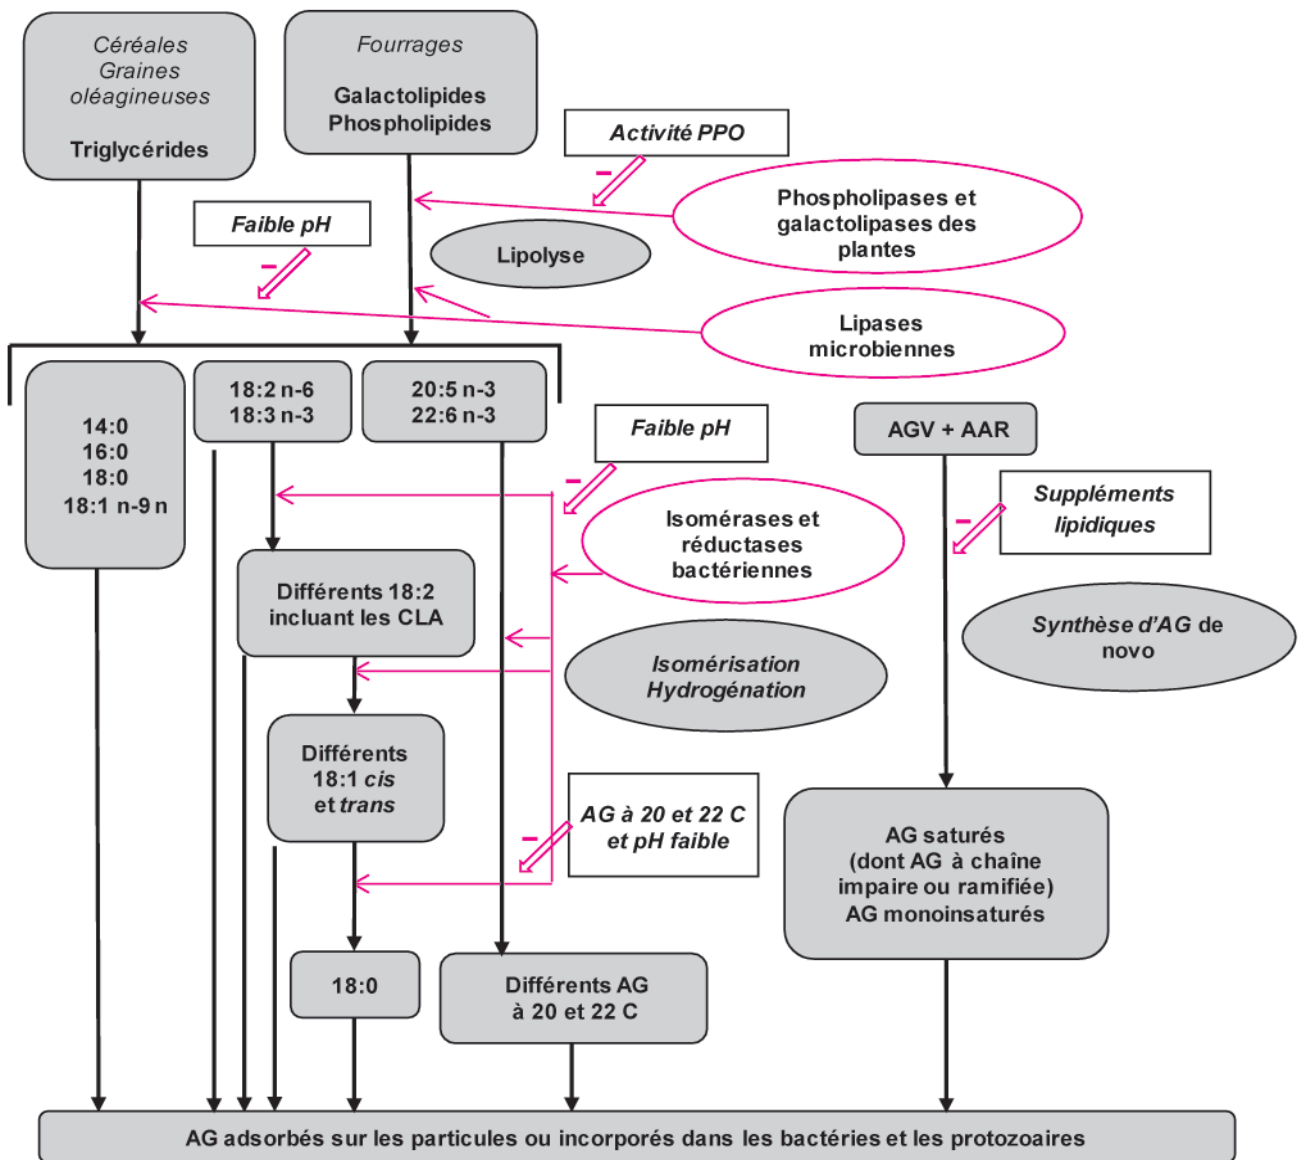 Céréales
Graines
oléagineuses
Triglycérides
Fourrages
Galactolipides
Phospholipides
Activité PPO
–
Phospholipases et
galactolipases des
plantes
Faible pH
–
Lipolyse
Lipases
microbiennes
14:0
16:0
18:0
18:1 n-9 n
18:2 n-6
18:3 n-3
20:5 n-3
22:6 n-3
Faible pH
–
AGV + AAR
Suppléments
lipidiques
–
Isomérases et
réductases
bactériennes
Différents 18:2
incluant les CLA
Isomérisation
Hydrogénation
Synthèse d'AG de
novo
Différents
18:1 cis
et trans
AG à 20 et 22 C
et pH faible
–
AG saturés
(dont AG à chaîne
impaire ou ramifiée)
AG monoinsaturés
18:0
Différents AG
à 20 et 22 C
AG adsorbés sur les particules ou incorporés dans les bactéries et les protozoaires